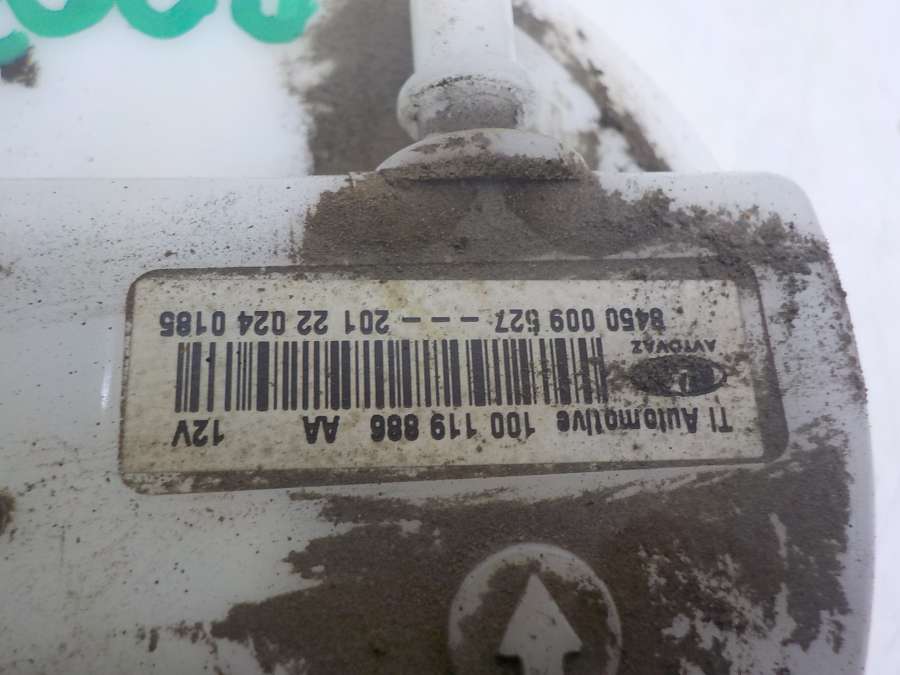 TI Automotive 100 119 886 AA 12V
AVTOVAZ
8450 009 527 - - - 201 22 024 0185